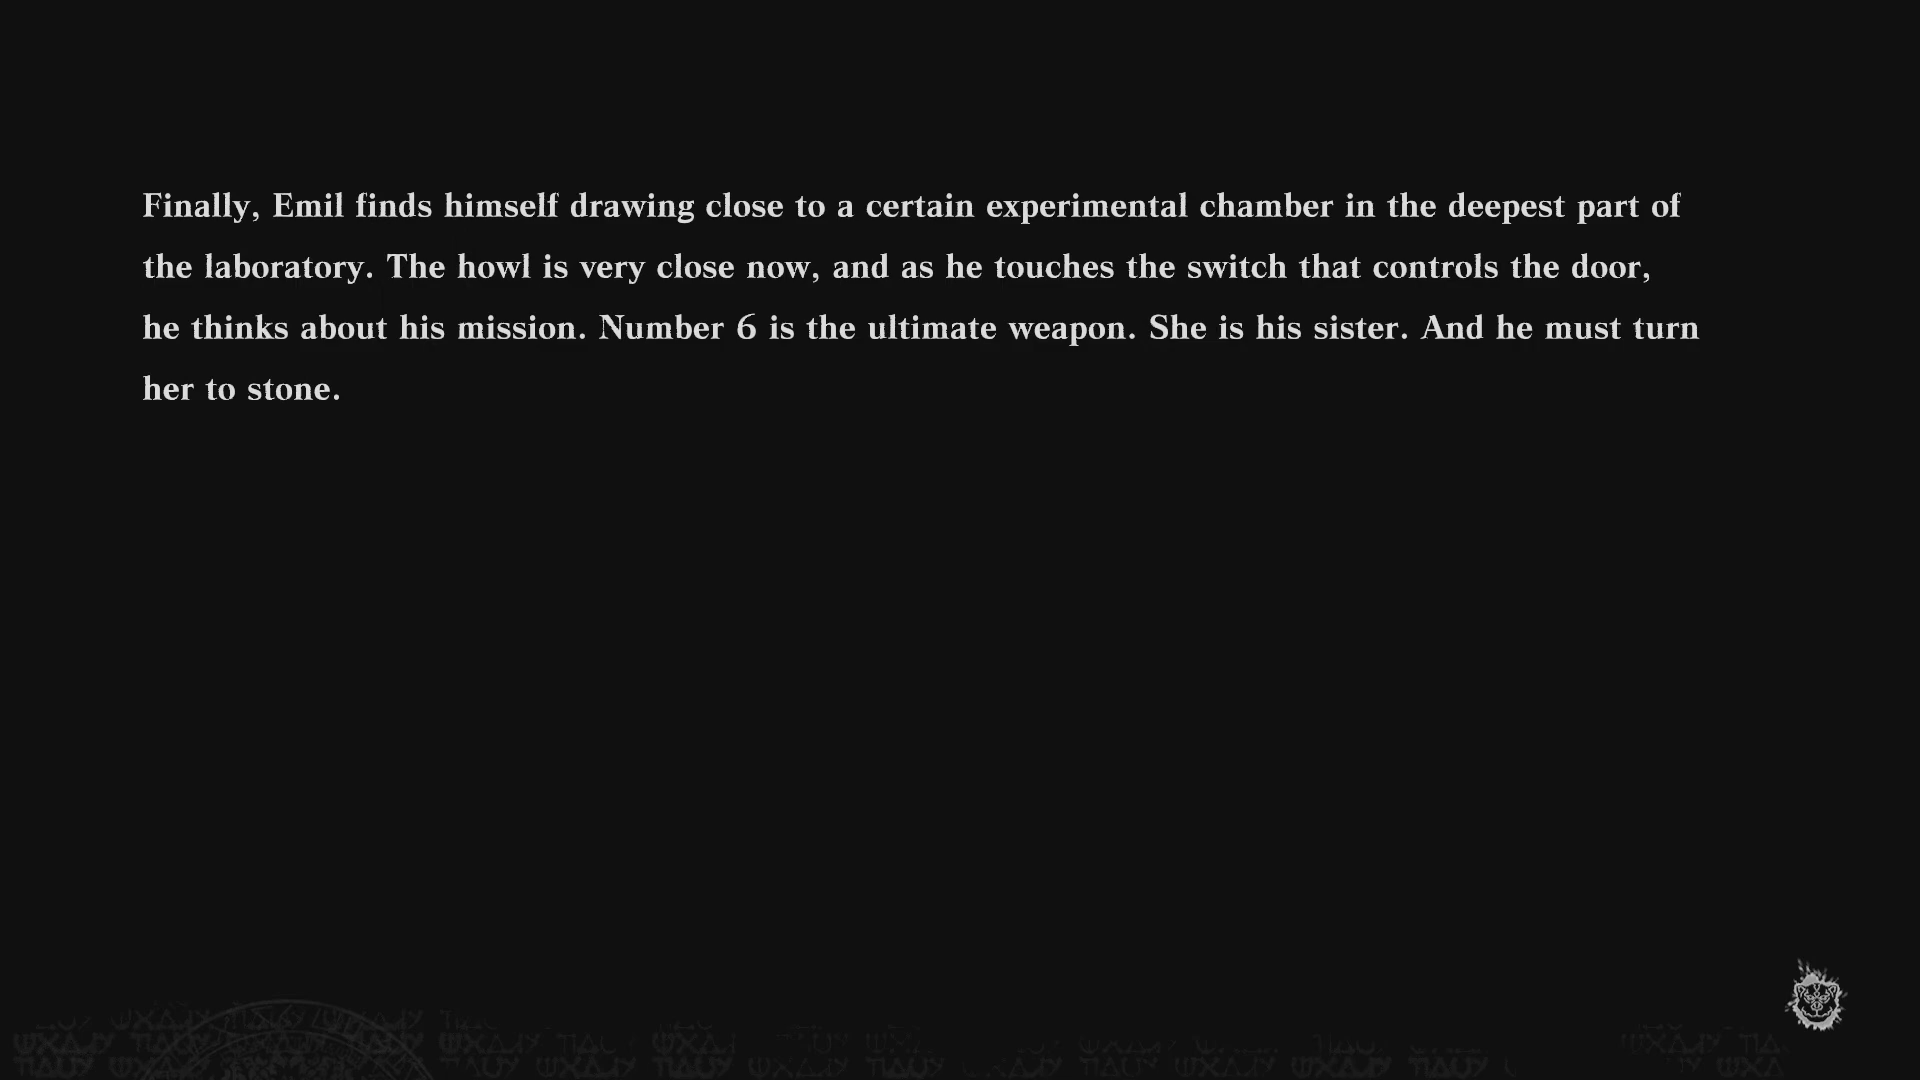 Finally, Emil finds himself drawing close to a certain experimental chamber in the deepest part of
the laboratory. The howl is very close now, and as he touches the switch that controls the door,
he thinks about his mission. Number 6 is the ultimate weapon. She is his sister. And he must turn
her to stone.